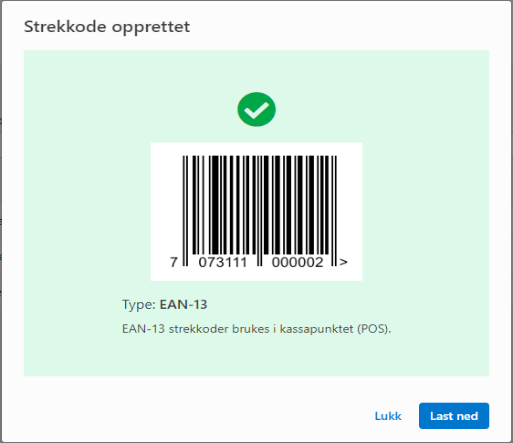 Strekkode opprettet
7 073111 000002 >
Type: EAN-13
EAN-13 strekkoder brukes i kassapunktet (POS).
Lukk Last ned